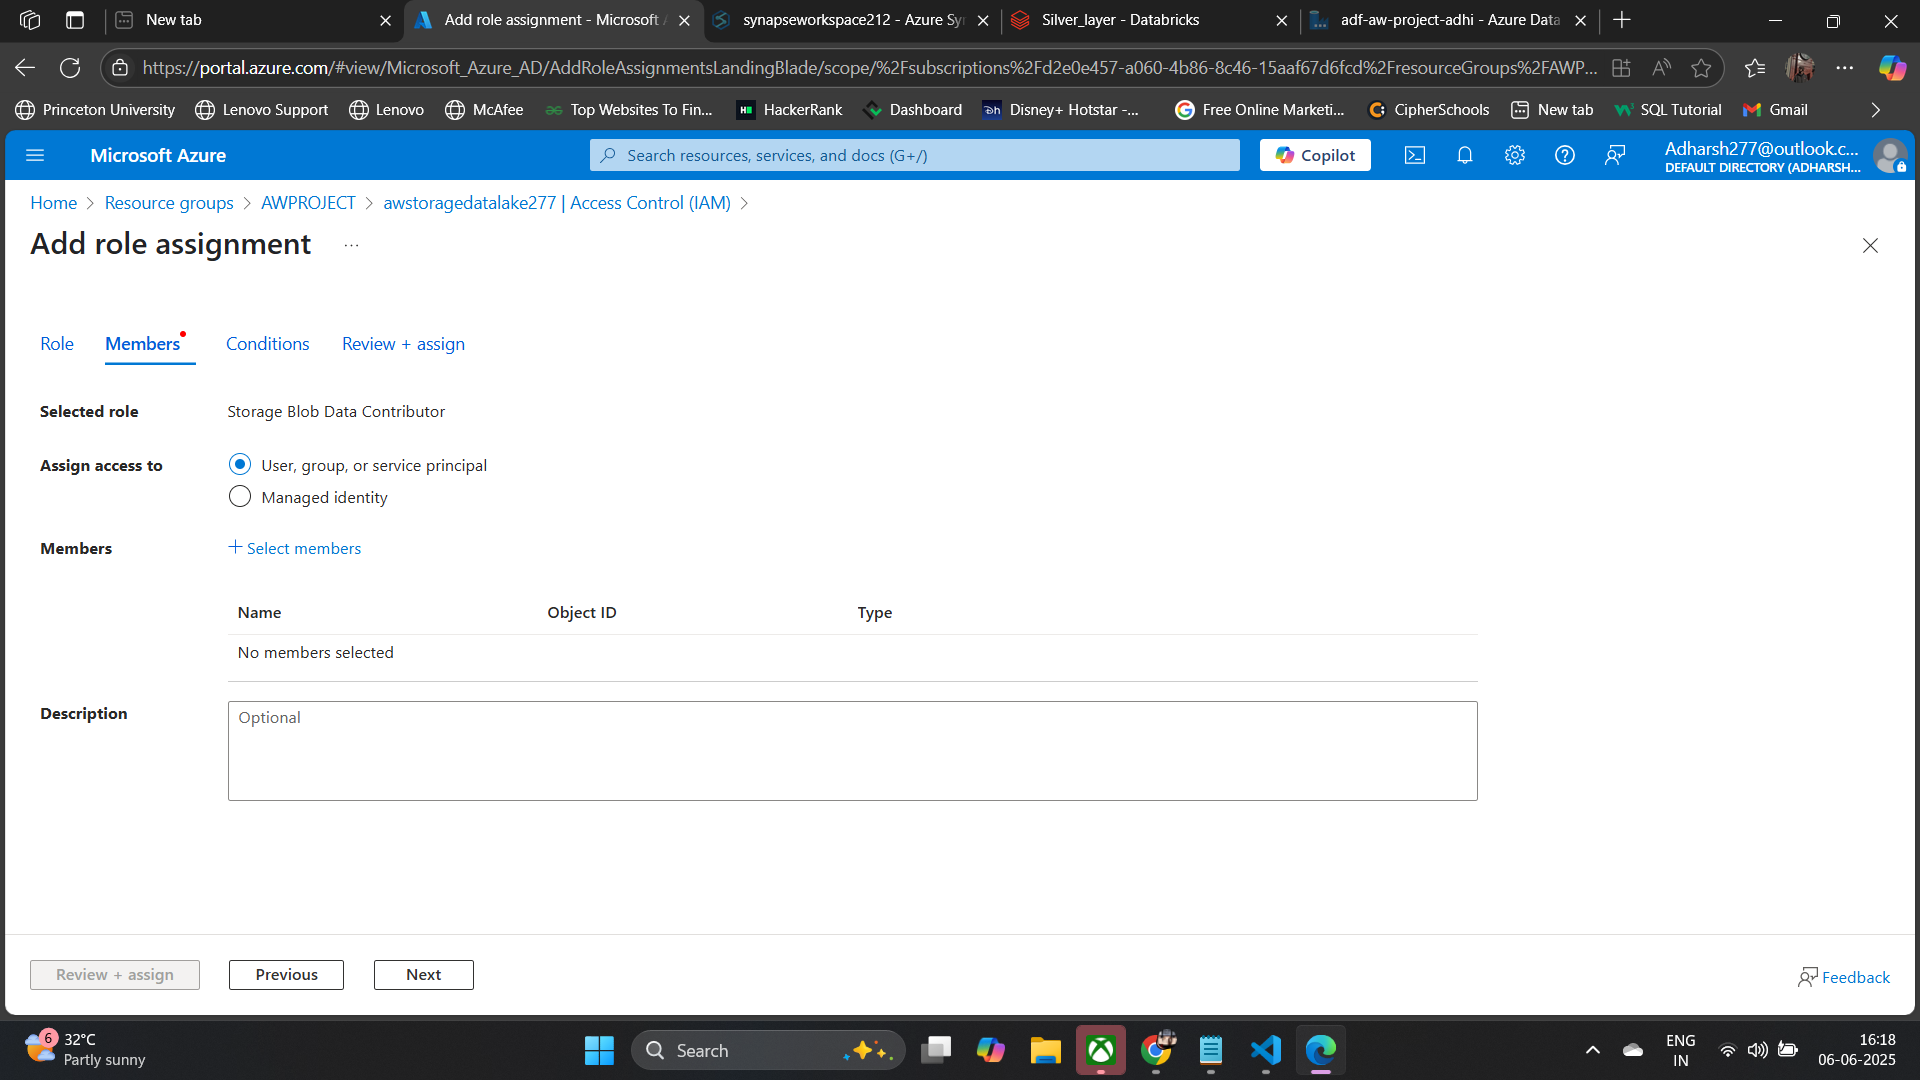 New tab
Add role assignment - Microsoft A
synapseworkspace212 - Azure Syn
Silver_layer - Databricks
adf-aw-project-adhi - Azure Data
https://portal.azure.com/#view/Microsoft_Azure_AD/AddRoleAssignmentsLandingBlade/scope/%2Fsubscriptions%2Fd2e0e457-a060-4b86-8c46-15aaf67d6fcd%2FresourceGroups%2FAWP...
Princeton University
Lenovo Support
Lenovo
McAfee
Top Websites To Fin...
HackerRank
Dashboard
Disney+ Hotstar -...
Free Online Marketi...
CipherSchools
New tab
SQL Tutorial
Gmail
Microsoft Azure
Search resources, services, and docs (G+/)
Copilot
Adharsh277@outlook.c...
DEFAULT DIRECTORY (ADHARSH...
Home > Resource groups > AWPROJECT > awstoragedatalake277 | Access Control (IAM) >
Add role assignment ...
Role
Members
Conditions
Review + assign
Selected role
Storage Blob Data Contributor
Assign access to
User, group, or service principal
Managed identity
Members
+ Select members
Name
Object ID
Type
No members selected
Description
Optional
Review + assign
Previous
Next
Feedback
6
32°C
Partly sunny
Search
ENG
IN
16:18
06-06-2025